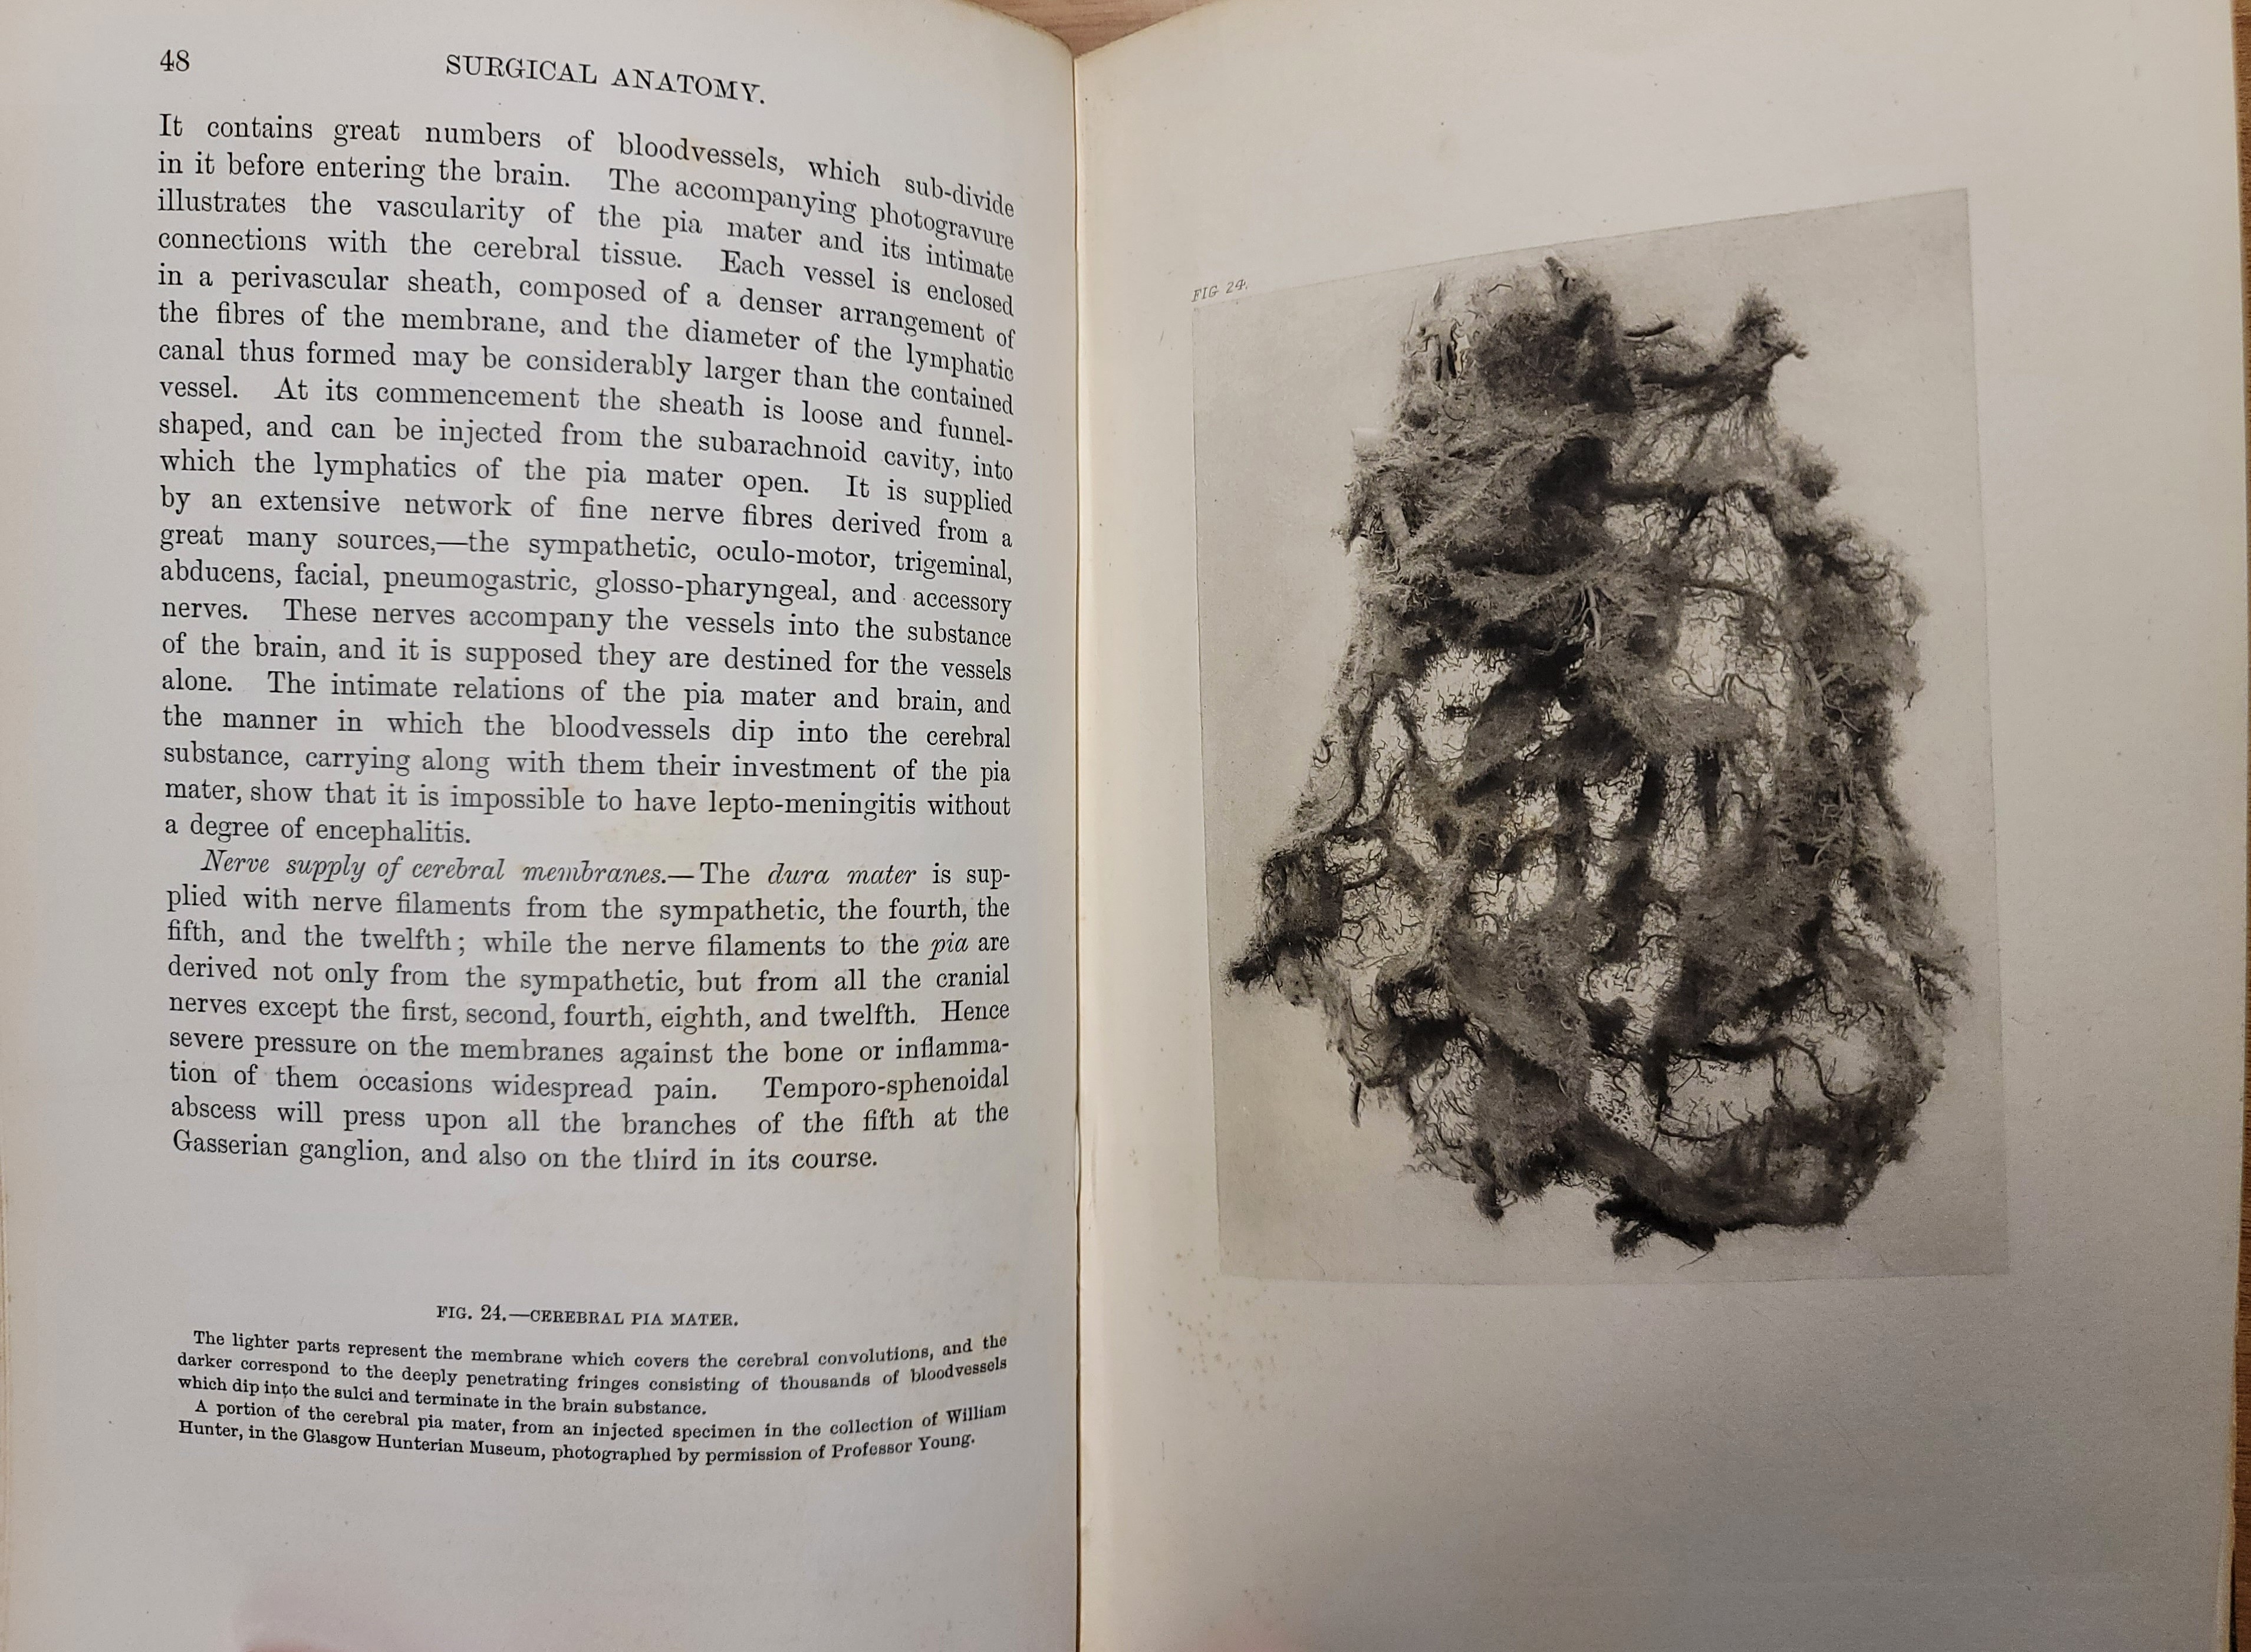 48
SURGICAL ANATOMY.
It contains great numbers of bloodvessels, which sub-divide
in it before entering the brain. The accompanying photogravure
illustrates the vascularity of the pia mater and its intimate
connections with the cerebral tissue. Each vessel is enclosed
in a perivascular sheath, composed of a denser arrangement of
the fibres of the membrane, and the diameter of the lymphatic
canal thus formed may be considerably larger than the contained
vessel. At its commencement the sheath is loose and funnel-
shaped, and can be injected from the subarachnoid cavity, into
which the lymphatics of the pia mater open. It is supplied
by an extensive network of fine nerve fibres derived from a
great many sources,—the sympathetic, oculo-motor, trigeminal,
abducens, facial, pneumogastric, glosso-pharyngeal, and accessory
nerves. These nerves accompany the vessels into the substance
of the brain, and it is supposed they are destined for the vessels
alone. The intimate relations of the pia mater and brain, and
the manner in which the bloodvessels dip into the cerebral
substance, carrying along with them their investment of the pia
mater, show that it is impossible to have lepto-meningitis without
a degree of encephalitis.
Nerve supply of cerebral membranes.—The dura mater is sup-
plied with nerve filaments from the sympathetic, the fourth, the
fifth, and the twelfth; while the nerve filaments to the pia are
derived not only from the sympathetic, but from all the cranial
nerves except the first, second, fourth, eighth, and twelfth. Hence
severe pressure on the membranes against the bone or inflamma-
tion of them occasions widespread pain. Temporo-sphenoidal
abscess will press upon all the branches of the fifth at the
Gasserian ganglion, and also on the third in its course.
FIG. 24.—CEREBRAL PIA MATER.
The lighter parts represent the membrane which covers the cerebral convolutions, and the
darker correspond to the deeply penetrating fringes consisting of thousands of bloodvessels
which dip into the sulci and terminate in the brain substance.
A portion of the cerebral pia mater, from an injected specimen in the collection of William
Hunter, in the Glasgow Hunterian Museum, photographed by permission of Professor Young.
FIG 24.